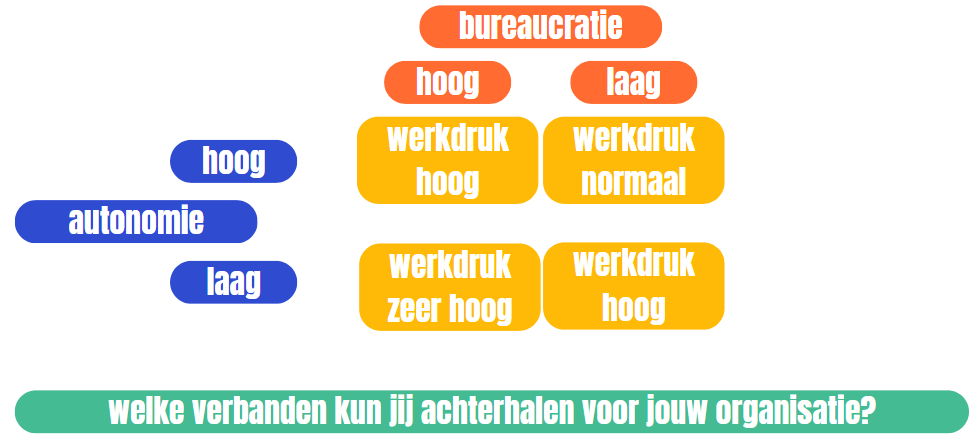 bureaucratie
hoog
laag
hoog
werkdruk
hoog
werkdruk
normaal
autonomie
laag
werkdruk
zeer hoog
werkdruk
hoog
welke verbanden kun jij achterhalen voor jouw organisatie?